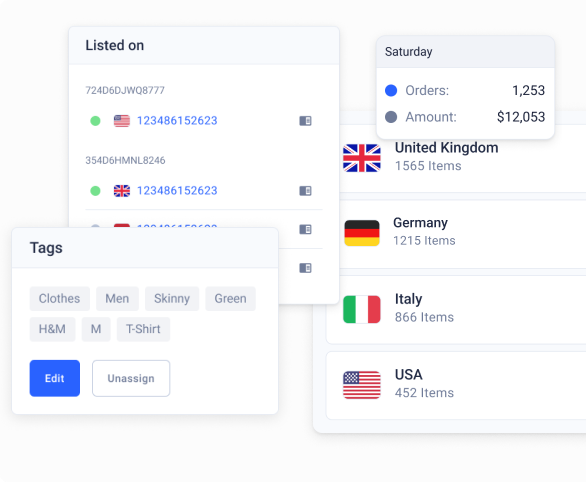 Listed on
724D6DJWQ8777
123486152623
354D6HMNL8246
123486152623
Tags
Clothes Men Skinny Green
H&M M T-Shirt
Edit Unassign
Saturday
Orders: 1,253
Amount: $12,053
United Kingdom
1565 Items
Germany
1215 Items
Italy
866 Items
USA
452 Items